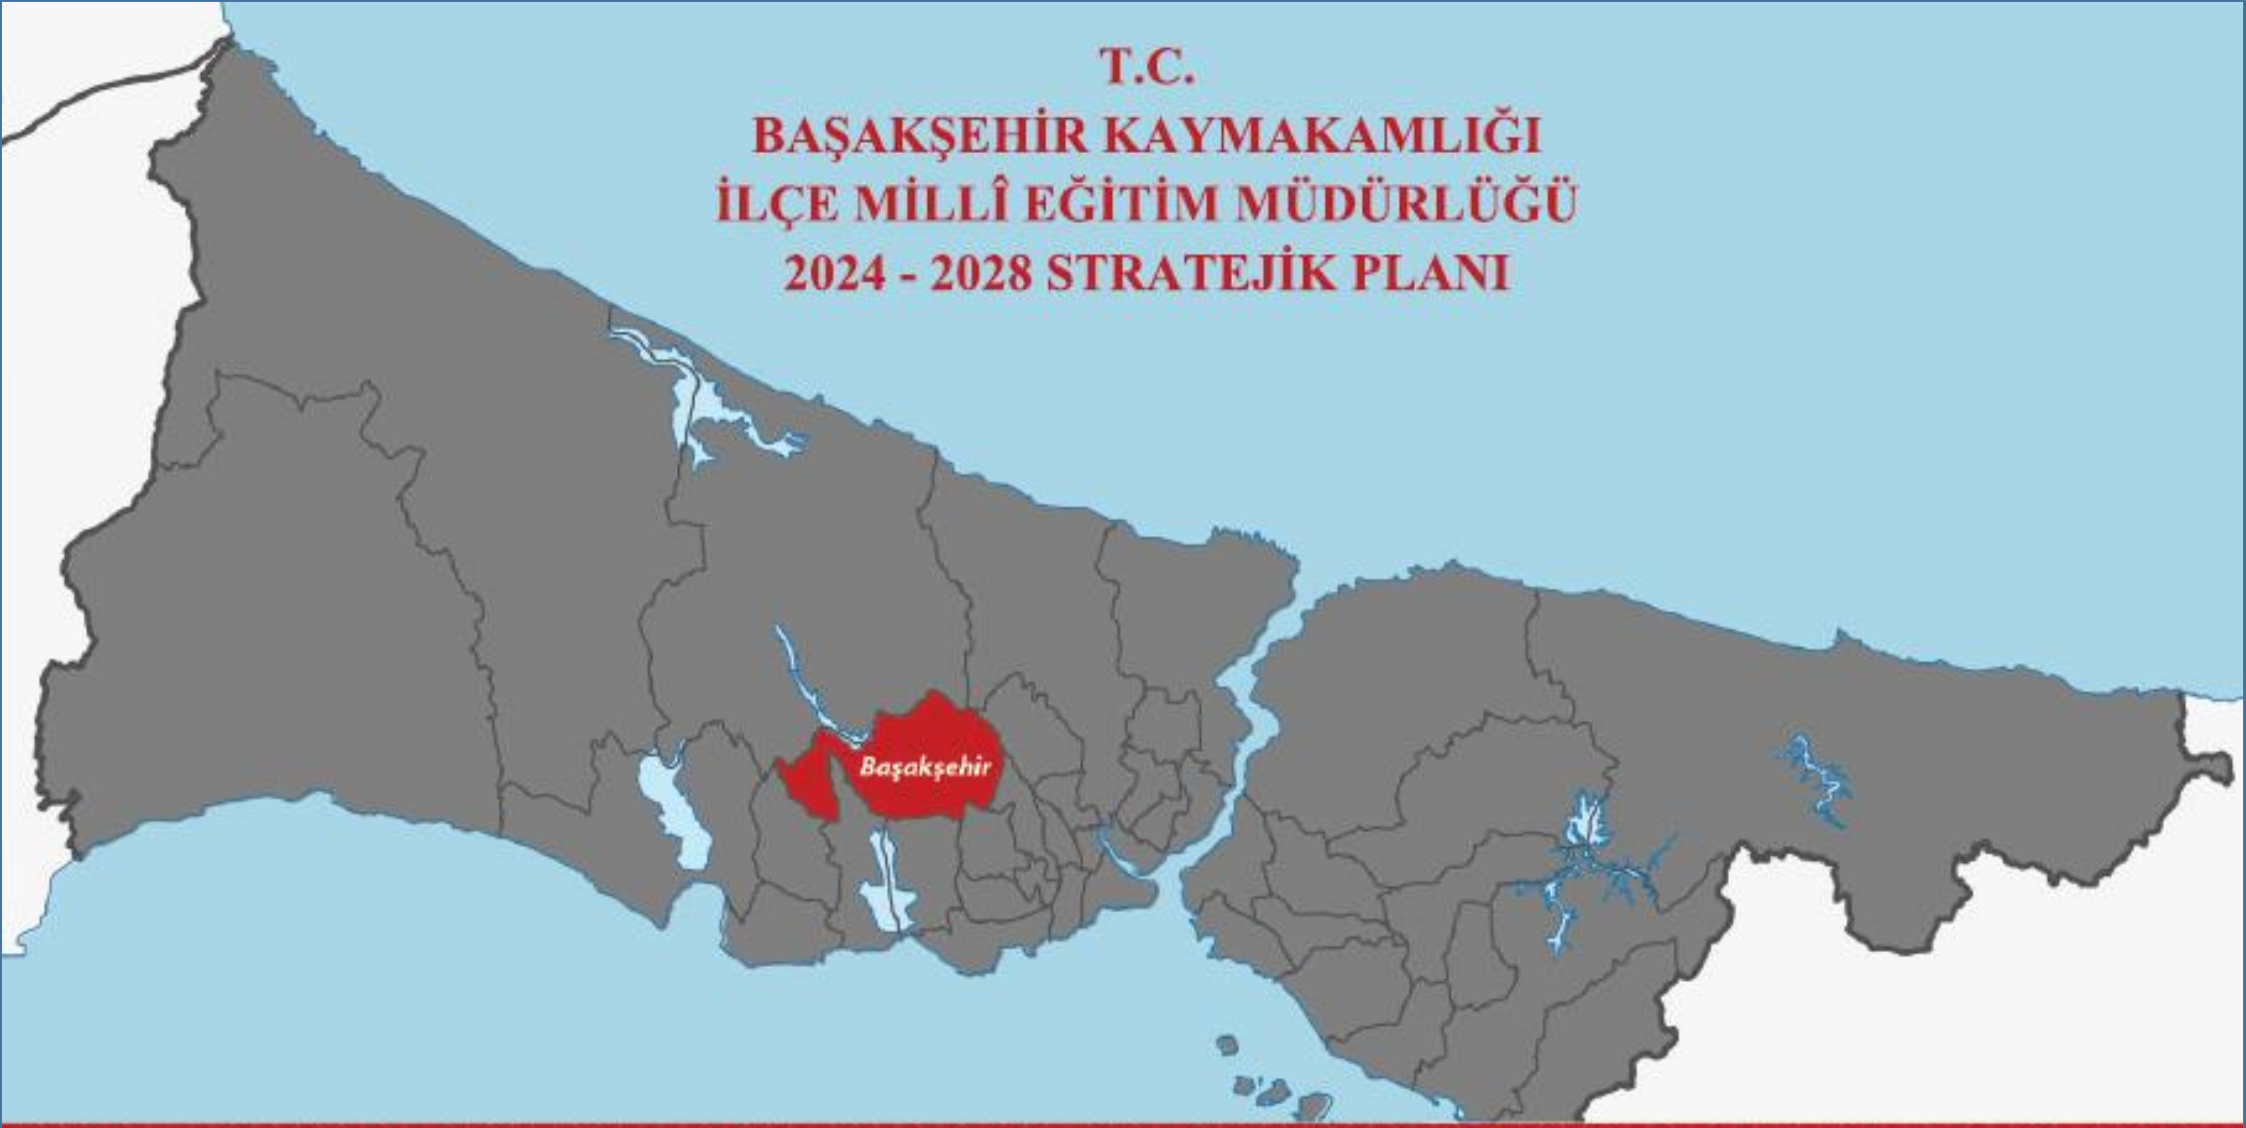 T.C.
BAŞAKŞEHİR KAYMAKAMLIĞI
İLÇE MİLLÎ EĞİTİM MÜDÜRLÜĞÜ
2024 - 2028 STRATEJİK PLANI
Başakşehir